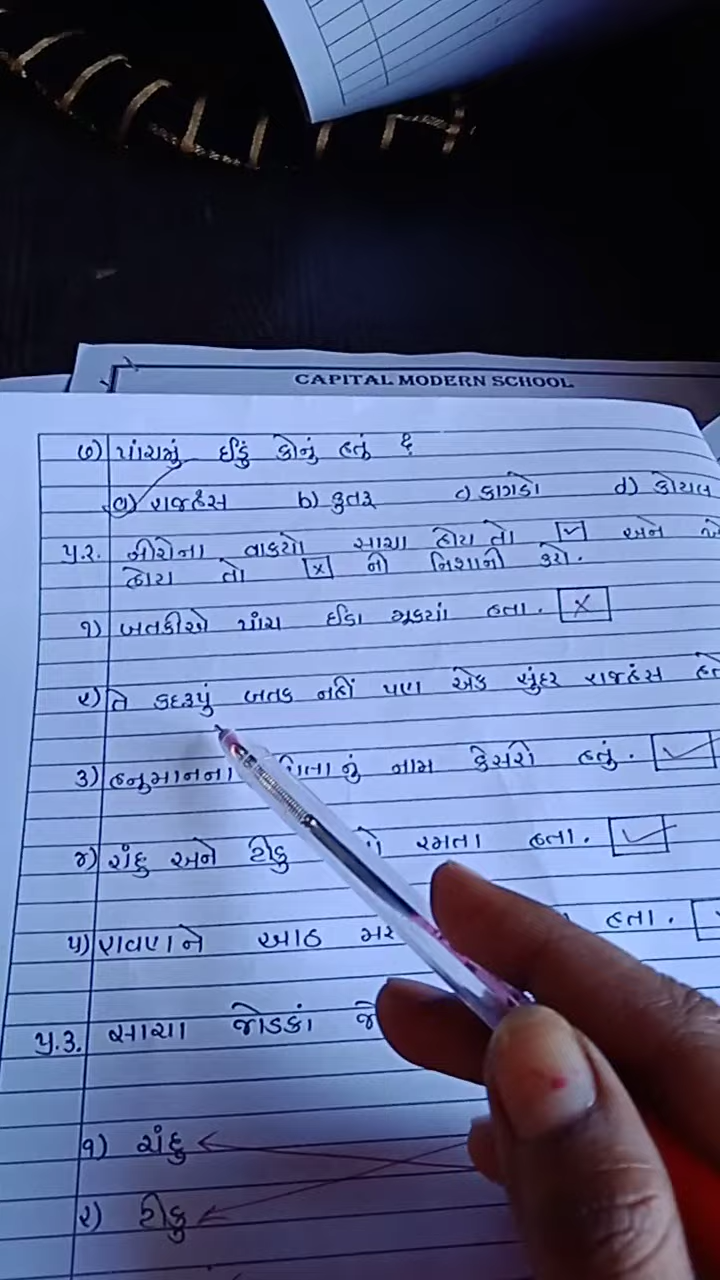 CAPITAL MODERN SCHOOL
૭) પાંચમું ઈંડું કોનું હતું ?
a) રાજહંસ b) કુતરૂ c) કાગડો d) કોયલ
પ્ર.૨. નીચેના વાક્યો સાચા હોય તો ✓ અને
હોય તો x ની નિશાની કરો.
૧) બતકીએ પાંચ ઈંડા મૂક્યાં હતા. x
૨) તે કદરૂપું બતક નહીં પણ એક સુંદર રાજહંસ
૩) હનુમાનના પિતાનું નામ કેસરી હતું. ✓
૪) ચંદુ અને ટીકુ રમતા હતા. ✓
૫) રાવણને આઠ હતા.
પ્ર.૩. સાચા જોડકાં
૧) ચંદુ
૨) ટીકુ